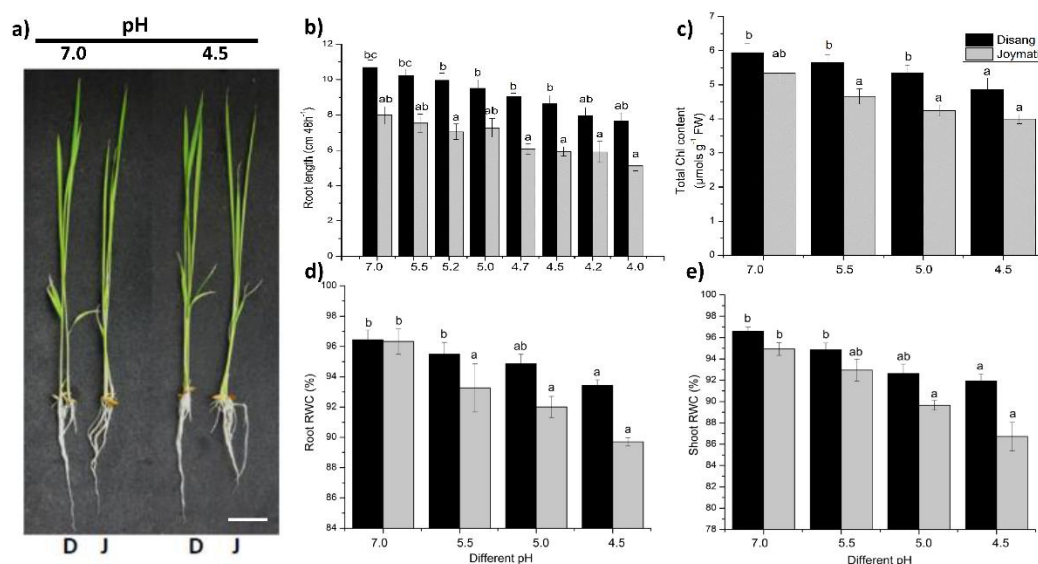 a)
pH
7.0 4.5
D J D J
b)
Root length (cm 48h⁻¹)
12
10
8
6
4
2
0
bc bc b b b ab ab a
ab ab a ab a a a a
7.0 5.5 5.2 5.0 4.7 4.5 4.2 4.0
c)
Disang
Joymati
Total Chl content
(µmols g⁻¹ FW)
6
5
4
3
2
1
0
b ab b a b a a a
7.0 5.5 5.0 4.5
d)
Root RWC (%)
100
98
96
94
92
90
88
86
84
b b b a ab a a a
7.0 5.5 5.0 4.5
Different pH
e)
Shoot RWC (%)
100
98
96
94
92
90
88
86
84
82
80
78
b b b ab ab a a a
7.0 5.5 5.0 4.5
Different pH